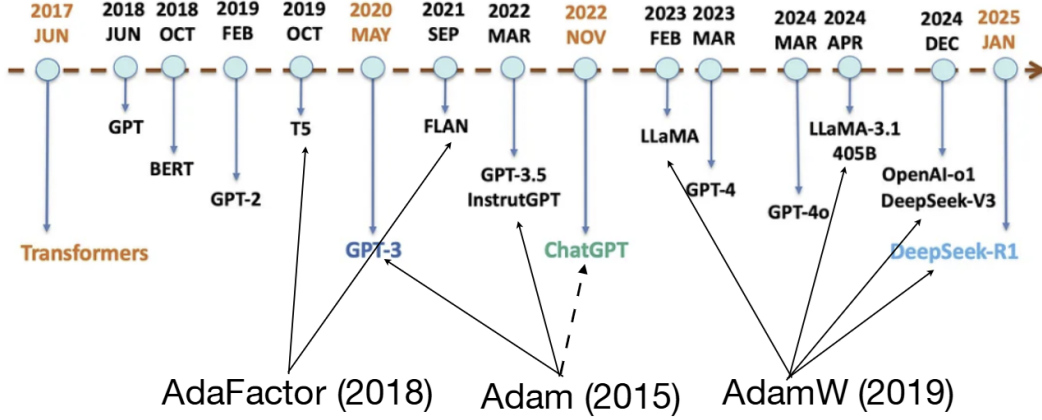 2017 JUN
2018 JUN
2018 OCT
2019 FEB
2019 OCT
2020 MAY
2021 SEP
2022 MAR
2022 NOV
2023 FEB
2023 MAR
2024 MAR
2024 APR
2024 DEC
2025 JAN
GPT
BERT
GPT-2
T5
FLAN
GPT-3.5
InstrutGPT
LLaMA
GPT-4
GPT-4o
LLaMA-3.1
405B
OpenAI-o1
DeepSeek-V3
Transformers
GPT-3
ChatGPT
DeepSeek-R1
AdaFactor (2018)
Adam (2015)
AdamW (2019)